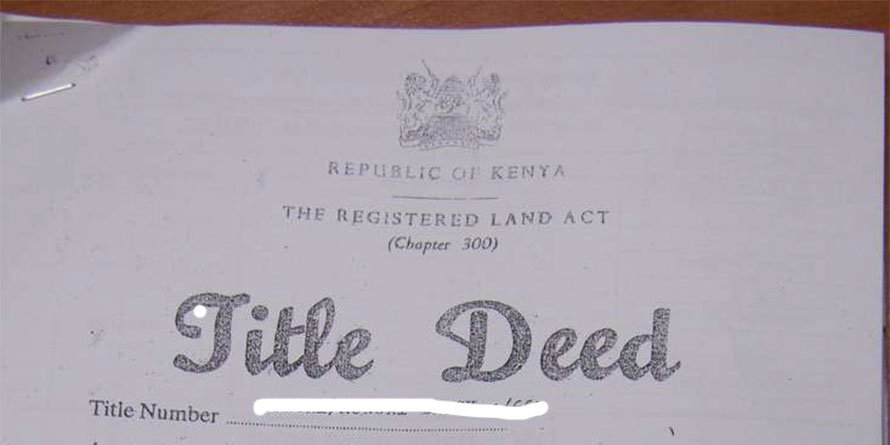 REPUBLIC OF KENYA
THE REGISTERED LAND ACT
(Chapter 300)
Title Deed
Title Number